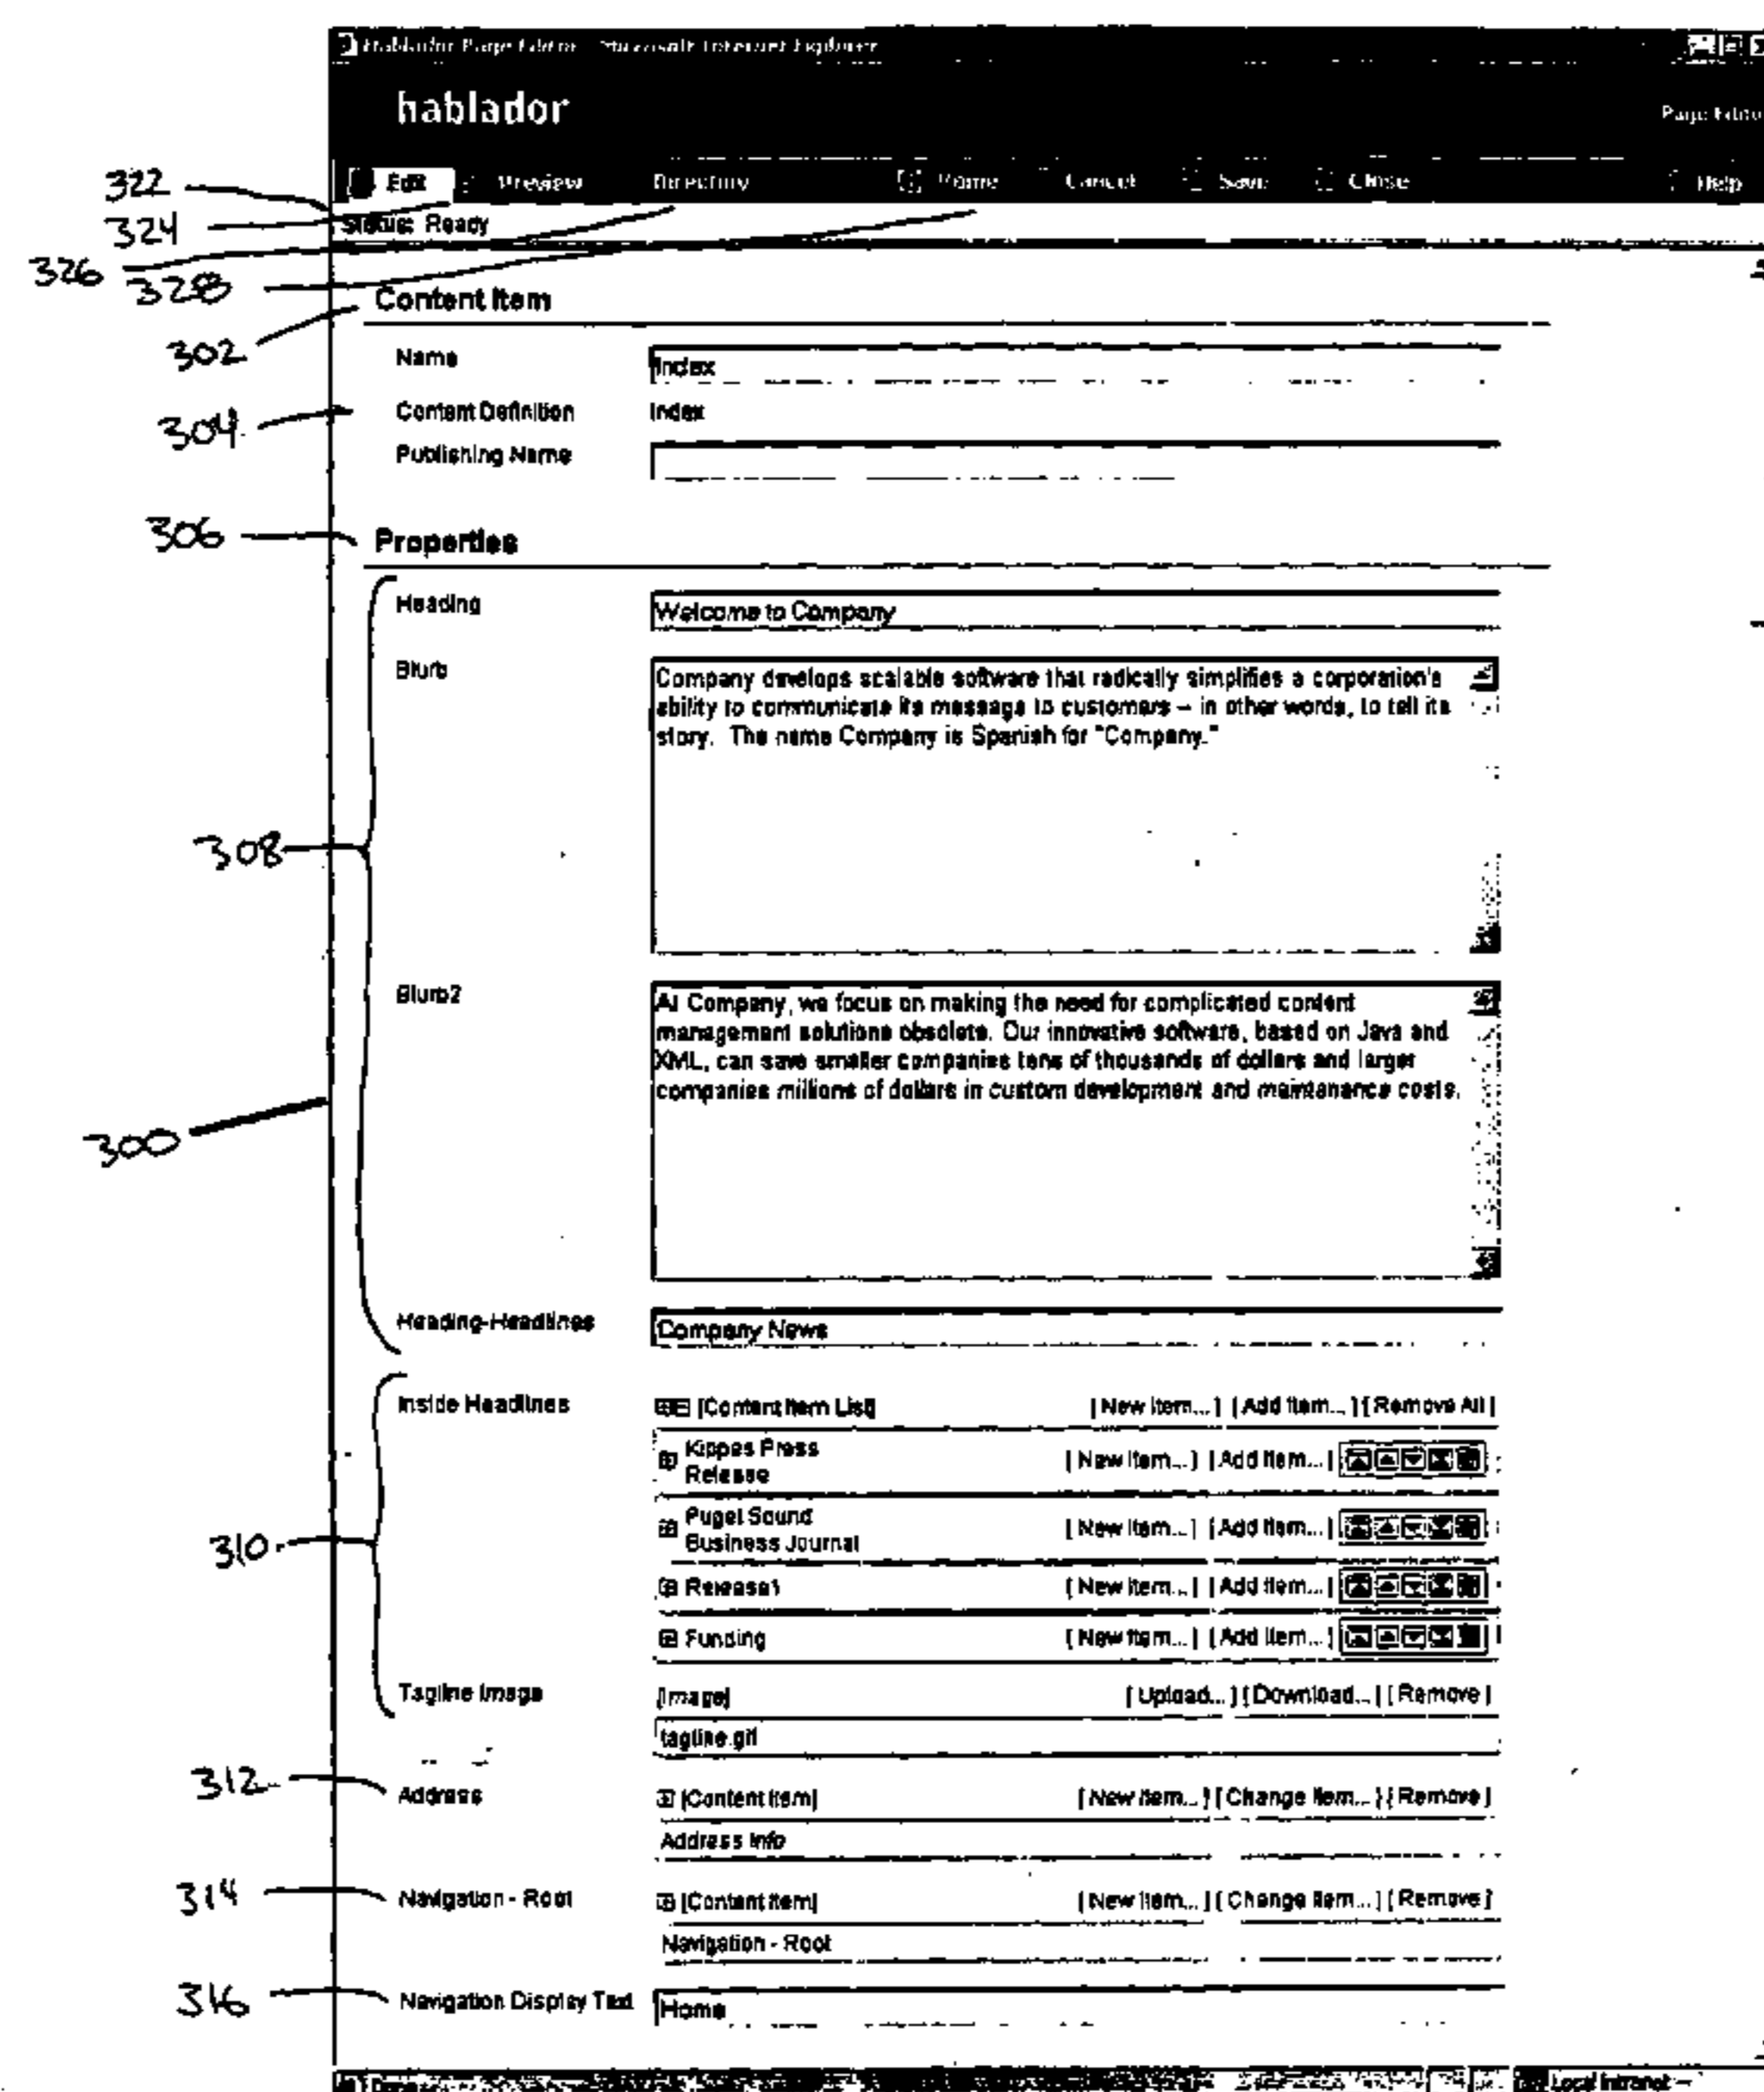 Hablador Page Editor - Microsoft Internet Explorer
hablador
Page Edito
322 Edit Preview Directory Home Cancel Save Close Help
324 Status: Ready
326 328
302 Content Item
Name Index
304 Content Definition Index
Publishing Name
306 Properties
Heading Welcome to Company
Blurb Company develops scalable software that radically simplifies a corporation's
ability to communicate its message to customers – in other words, to tell its
story. The name Company is Spanish for "Company."
308
Blurb2 At Company, we focus on making the need for complicated content
management solutions obsolete. Our innovative software, based on Java and
XML, can save smaller companies tens of thousands of dollars and larger
companies millions of dollars in custom development and maintenance costs.
300
Heading-Headlines Company News
Inside Headlines [Content Item List] [ New Item... ] [ Add Item... ] [ Remove All ]
Kippes Press
Release [ New Item... ] [ Add Item... ]
Puget Sound
Business Journal [ New Item... ] [ Add Item... ]
310
Release1 [ New Item... ] [ Add Item... ]
Funding [ New Item... ] [ Add Item... ]
Tagline Image [Image] [ Upload... ] [ Download... ] [ Remove ]
tagline.gif
312 Address [Content Item] [ New Item... ] [ Change Item... ] [ Remove ]
Address Info
314 Navigation - Root [Content Item] [ New Item... ] [ Change Item... ] [ Remove ]
Navigation - Root
316 Navigation Display Text Home
Done Local intranet